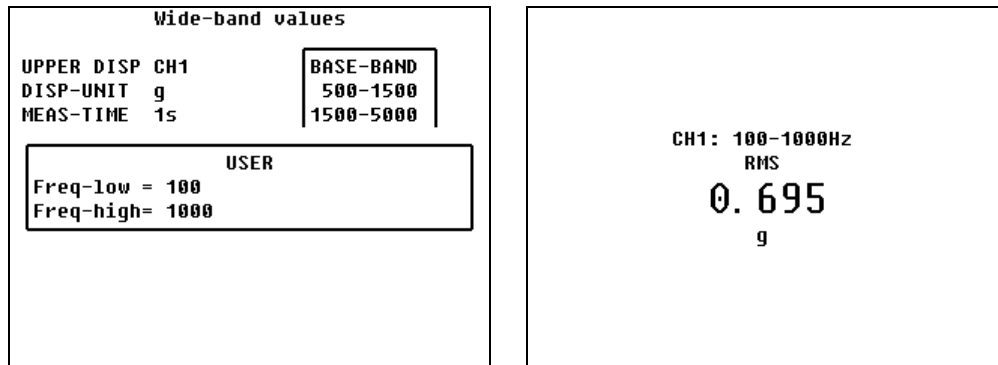 Wide-band values
UPPER DISP CH1
DISP-UNIT g
MEAS-TIME 1s
BASE-BAND
500-1500
1500-5000
USER
Freq-low = 100
Freq-high= 1000
CH1: 100-1000Hz
RMS
0.695
g